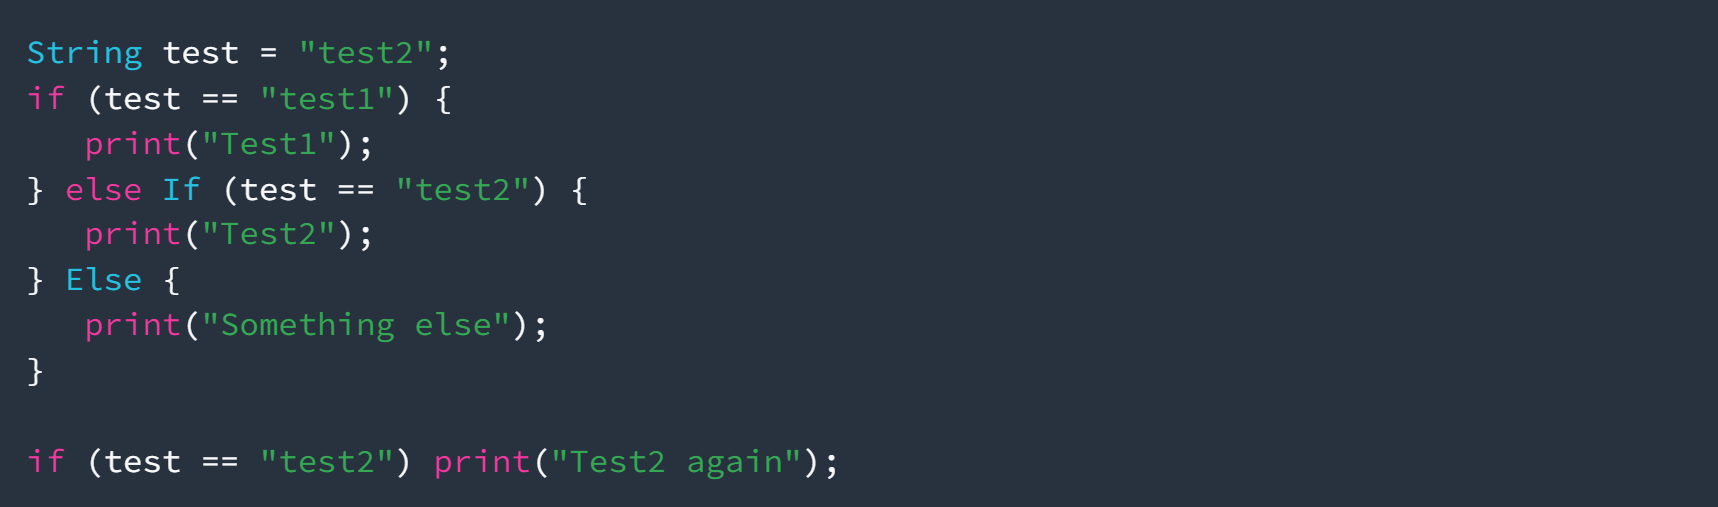 String test = "test2";
if (test == "test1") {
   print("Test1");
} else If (test == "test2") {
   print("Test2");
} Else {
   print("Something else");
}

if (test == "test2") print("Test2 again");